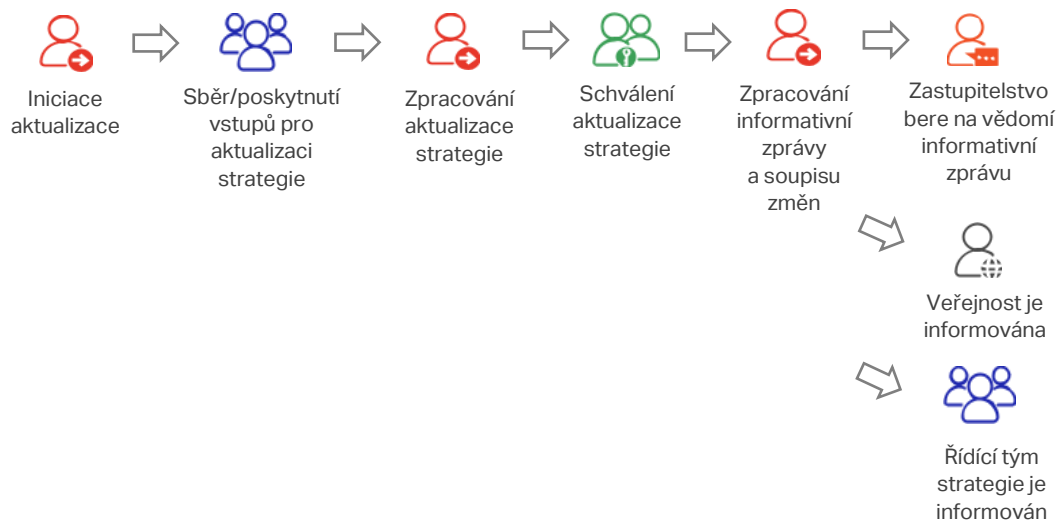 Iniciace
aktualizace
Sběr/poskytnutí
vstupů pro
aktualizaci
strategie
Zpracování
aktualizace
strategie
Schválení
aktualizace
strategie
Zpracování
informativní
zprávy
a soupisu
změn
Zastupitelstvo
bere na vědomí
informativní
zprávu
Veřejnost je
informována
Řídící tým
strategie je
informován